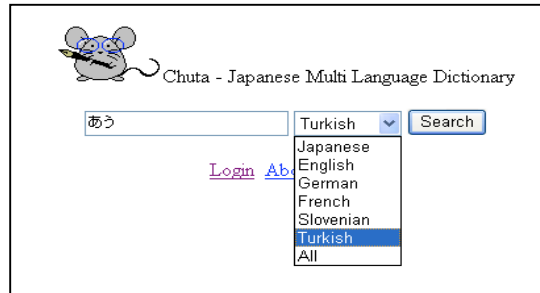 Chuta - Japanese Multi Language Dictionary
あう Turkish Search
Japanese
Login English
German
French
Slovenian
Turkish
All